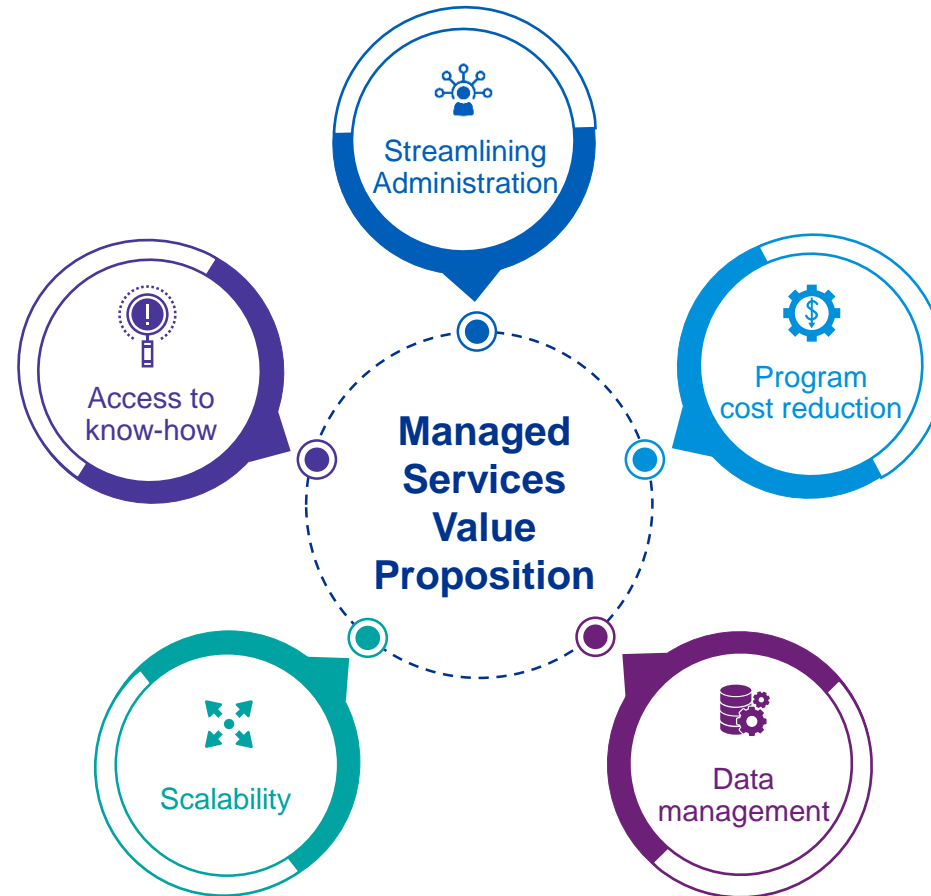 Streamlining
Administration
Program
cost reduction
Data
management
Scalability
Access to
know-how
Managed
Services
Value
Proposition